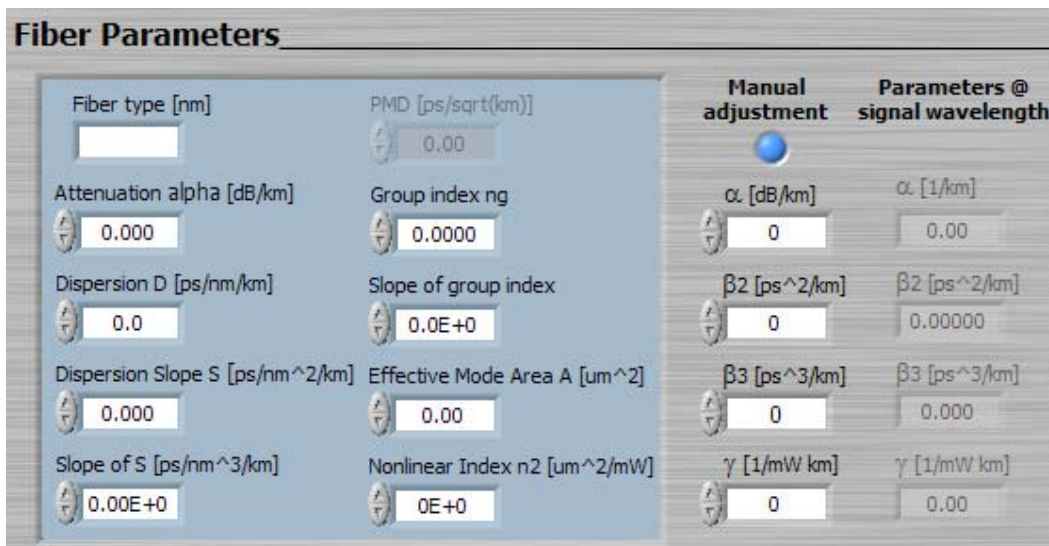 Fiber Parameters
Fiber type [nm]
PMD [ps/sqrt(km)]
0.00
Manual
adjustment
Parameters @
signal wavelength
Attenuation alpha [dB/km]
0.000
Group index ng
0.0000
α [dB/km]
0
α [1/km]
0.00
Dispersion D [ps/nm/km]
0.0
Slope of group index
0.0E+0
β2 [ps^2/km]
0
β2 [ps^2/km]
0.00000
Dispersion Slope S [ps/nm^2/km]
0.000
Effective Mode Area A [um^2]
0.00
β3 [ps^3/km]
0
β3 [ps^3/km]
0.000
Slope of S [ps/nm^3/km]
0.00E+0
Nonlinear Index n2 [um^2/mW]
0E+0
γ [1/mW km]
0
γ [1/mW km]
0.00